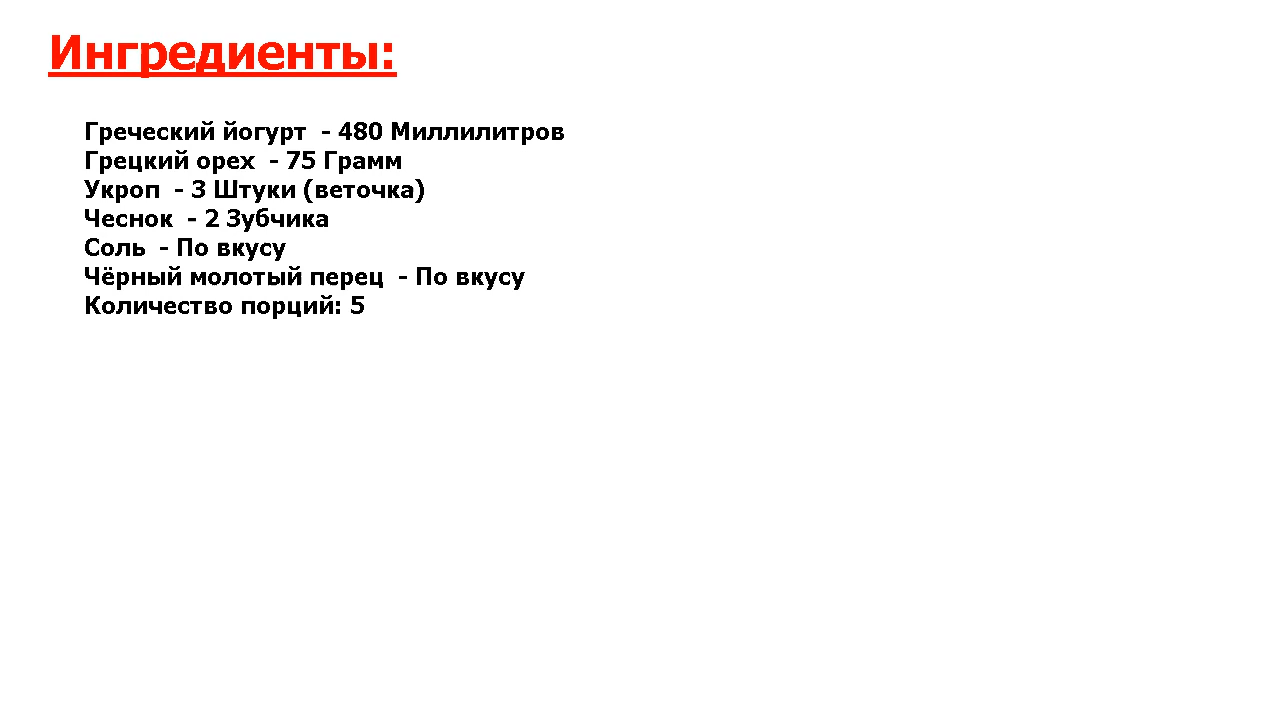 Ингредиенты:
Греческий йогурт  - 480 Миллилитров
Грецкий орех  - 75 Грамм
Укроп  - 3 Штуки (веточка)
Чеснок  - 2 Зубчика
Соль  - По вкусу
Чёрный молотый перец  - По вкусу
Количество порций: 5